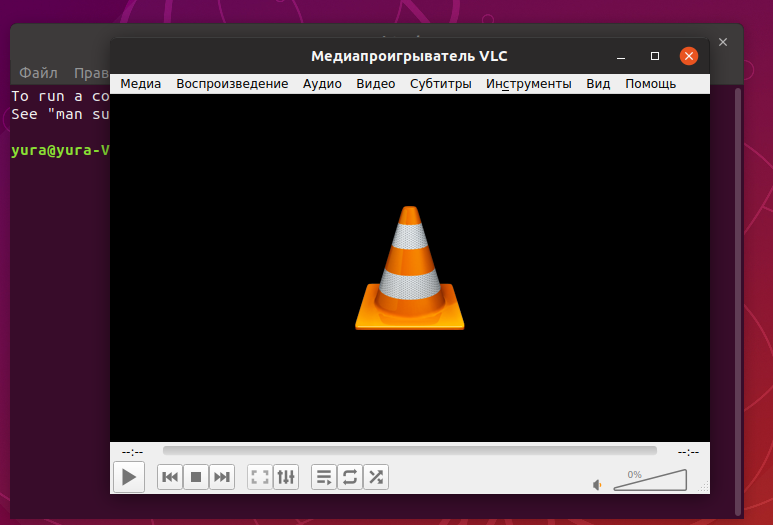 Медиапроигрыватель VLC
Файл Прав
Медиа Воспроизведение Аудио Видео Субтитры Инструменты Вид Помощь
To run a co
See "man su
yura@yura-V
--:-- --:--
0%